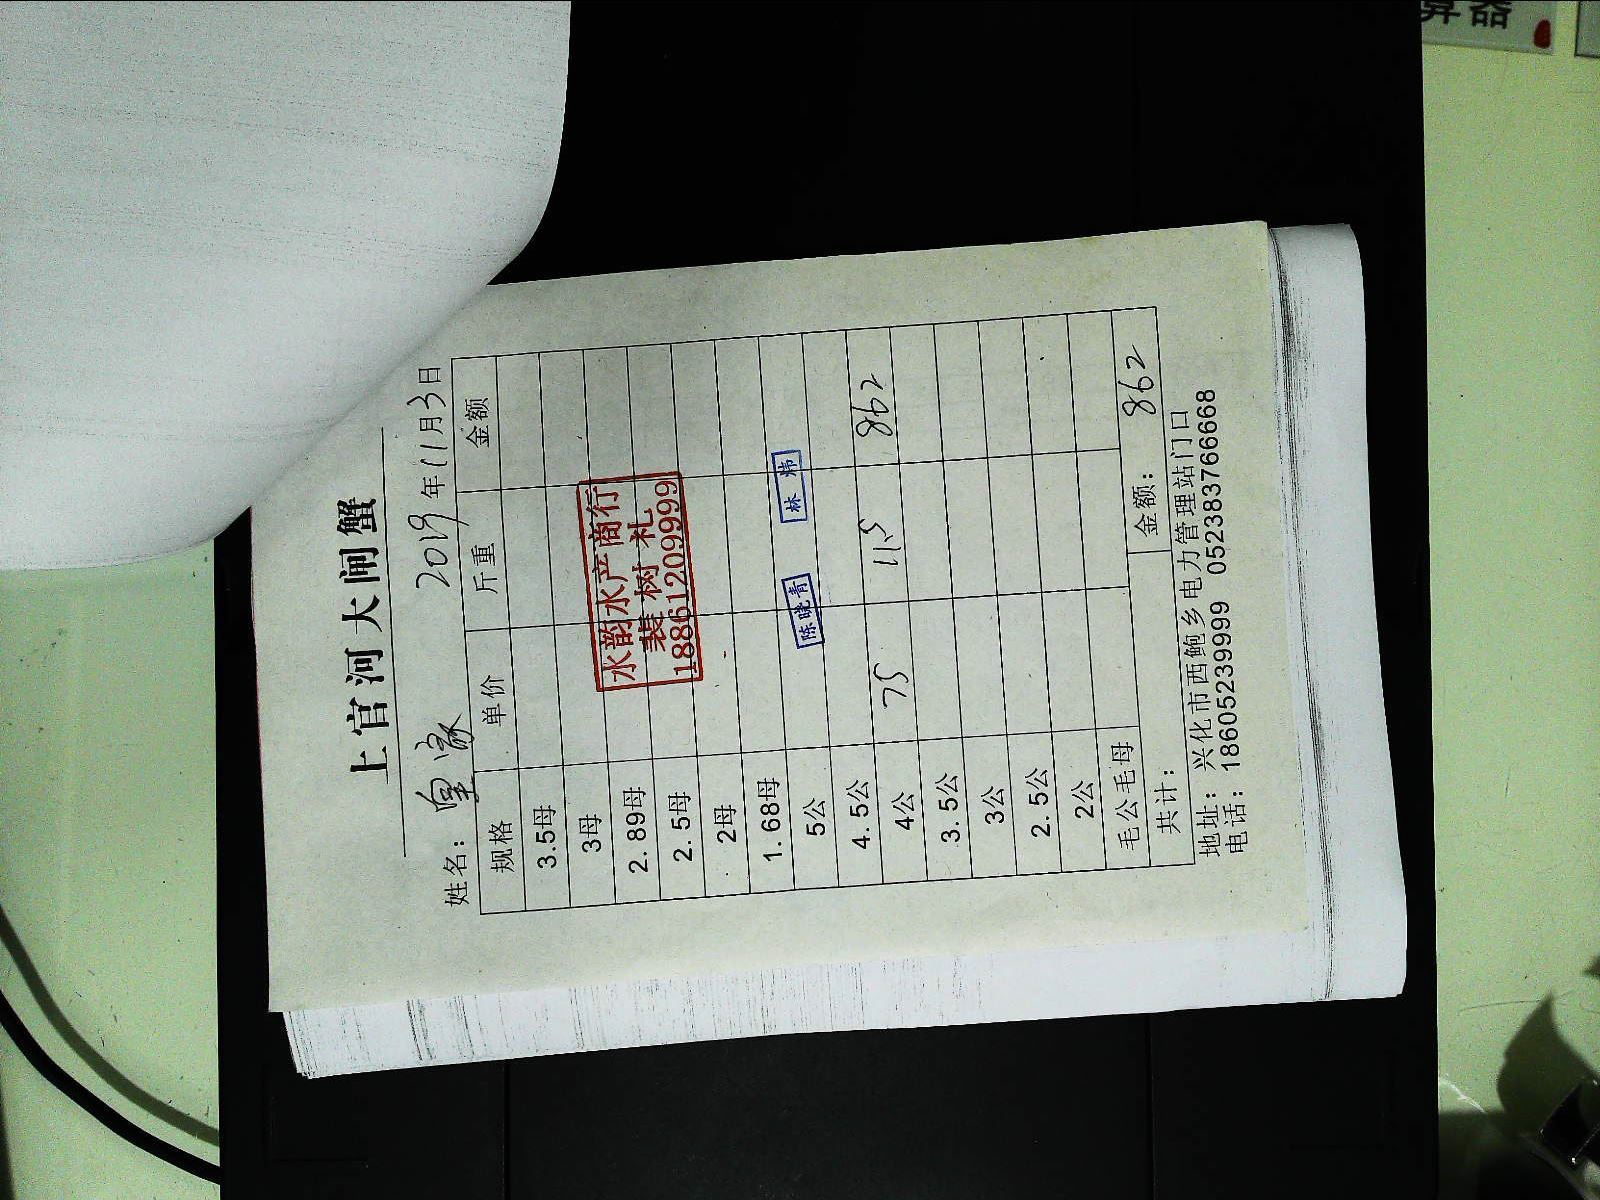 算器
上官河大闸蟹
姓名： 2019年11月3日
规格 单价 斤重 金额
3.5母
3母
2.89母
2.5母
2母
1.68母
5公
4.5公
4公 75 11.5 862
3.5公
3公
2.5公
2公
毛公毛母
共计： 金额： 862
地址：兴化市西鲍乡电力管理站门口
电话：18605239999 052383766668
水韵水产商行
裴树礼
18861209999
陈晓青
林炜